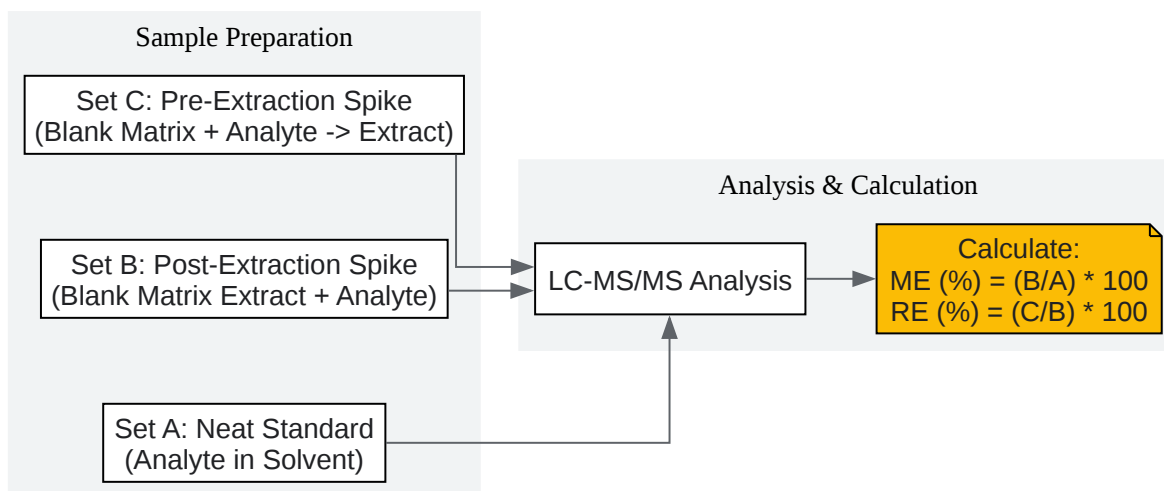 Sample Preparation
Set C: Pre-Extraction Spike
(Blank Matrix + Analyte -> Extract)
Set B: Post-Extraction Spike
(Blank Matrix Extract + Analyte)
Set A: Neat Standard
(Analyte in Solvent)
Analysis & Calculation
LC-MS/MS Analysis
Calculate:
ME (%) = (B/A) * 100
RE (%) = (C/B) * 100